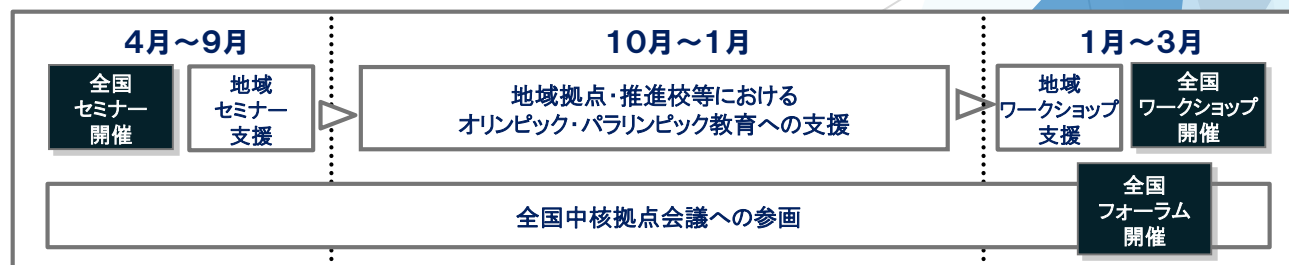 4月～9月
10月～1月
1月～3月
全国
セミナー
開催
地域
セミナー
支援
地域拠点・推進校等における
オリンピック・パラリンピック教育への支援
地域
ワークショップ
支援
全国
ワークショップ
開催
全国中核拠点会議への参画
全国
フォーラム
開催